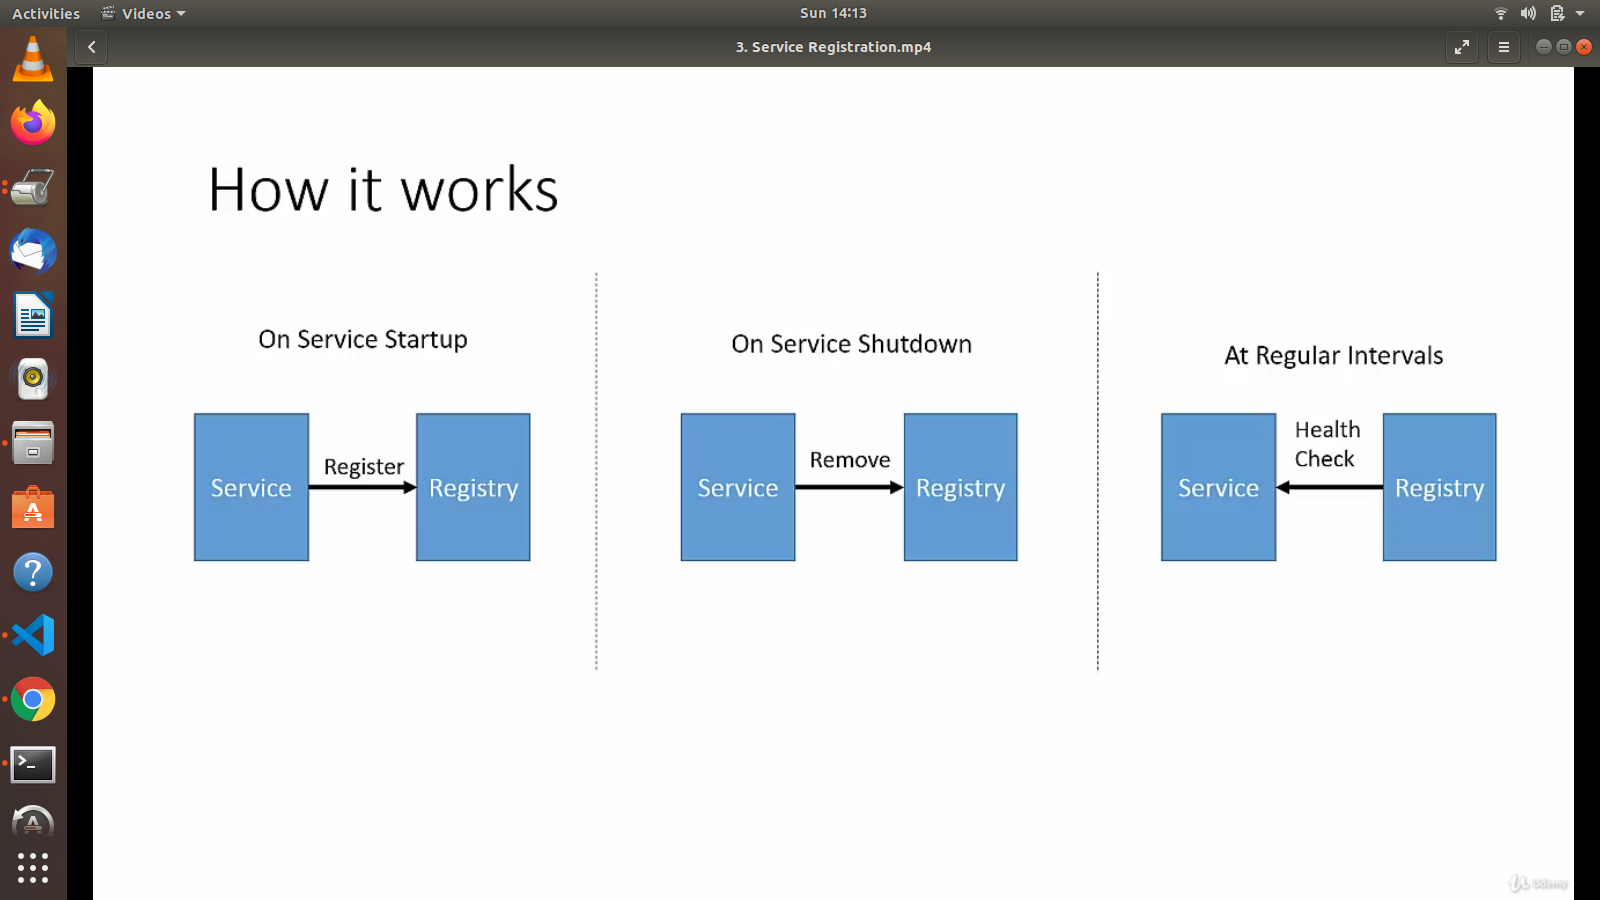 Activities Videos Sun 14:13
3. Service Registration.mp4
How it works
On Service Startup
Service Register Registry
On Service Shutdown
Service Remove Registry
At Regular Intervals
Health
Check
Service Registry
Udemy